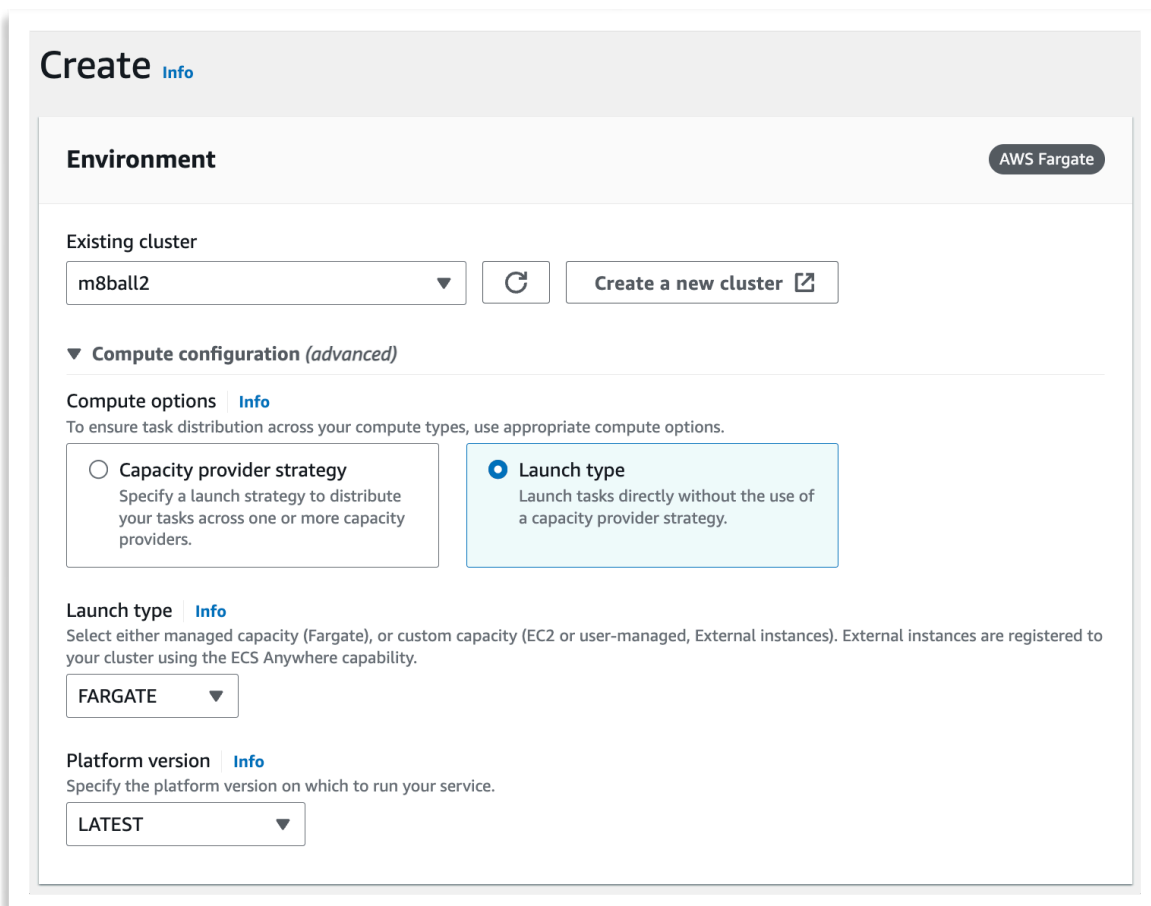 Create Info
Environment
AWS Fargate
Existing cluster
m8ball2
Create a new cluster
Compute configuration (advanced)
Compute options Info
To ensure task distribution across your compute types, use appropriate compute options.
Capacity provider strategy
Specify a launch strategy to distribute
your tasks across one or more capacity
providers.
Launch type
Launch tasks directly without the use of
a capacity provider strategy.
Launch type Info
Select either managed capacity (Fargate), or custom capacity (EC2 or user-managed, External instances). External instances are registered to
your cluster using the ECS Anywhere capability.
FARGATE
Platform version Info
Specify the platform version on which to run your service.
LATEST